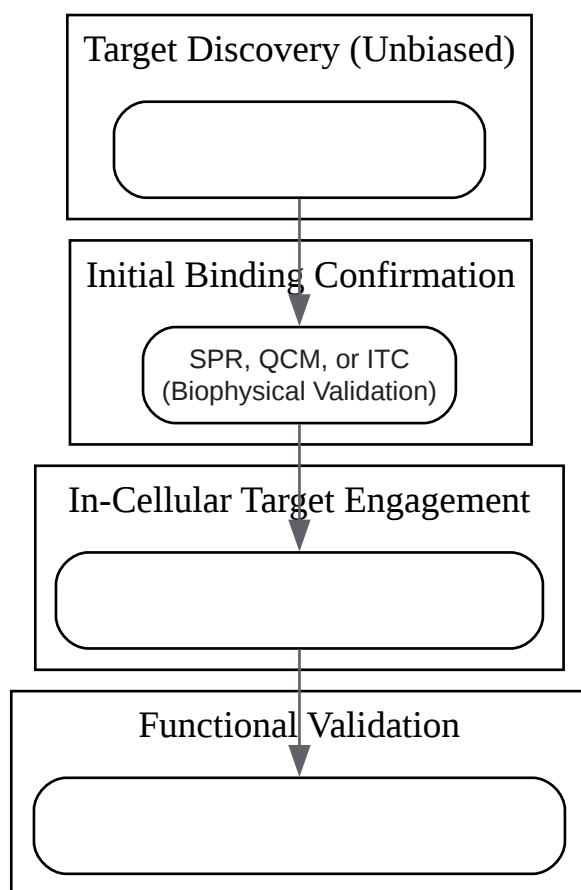 Target Discovery (Unbiased)
Initial Binding Confirmation
SPR, QCM, or ITC
(Biophysical Validation)
In-Cellular Target Engagement
Functional Validation